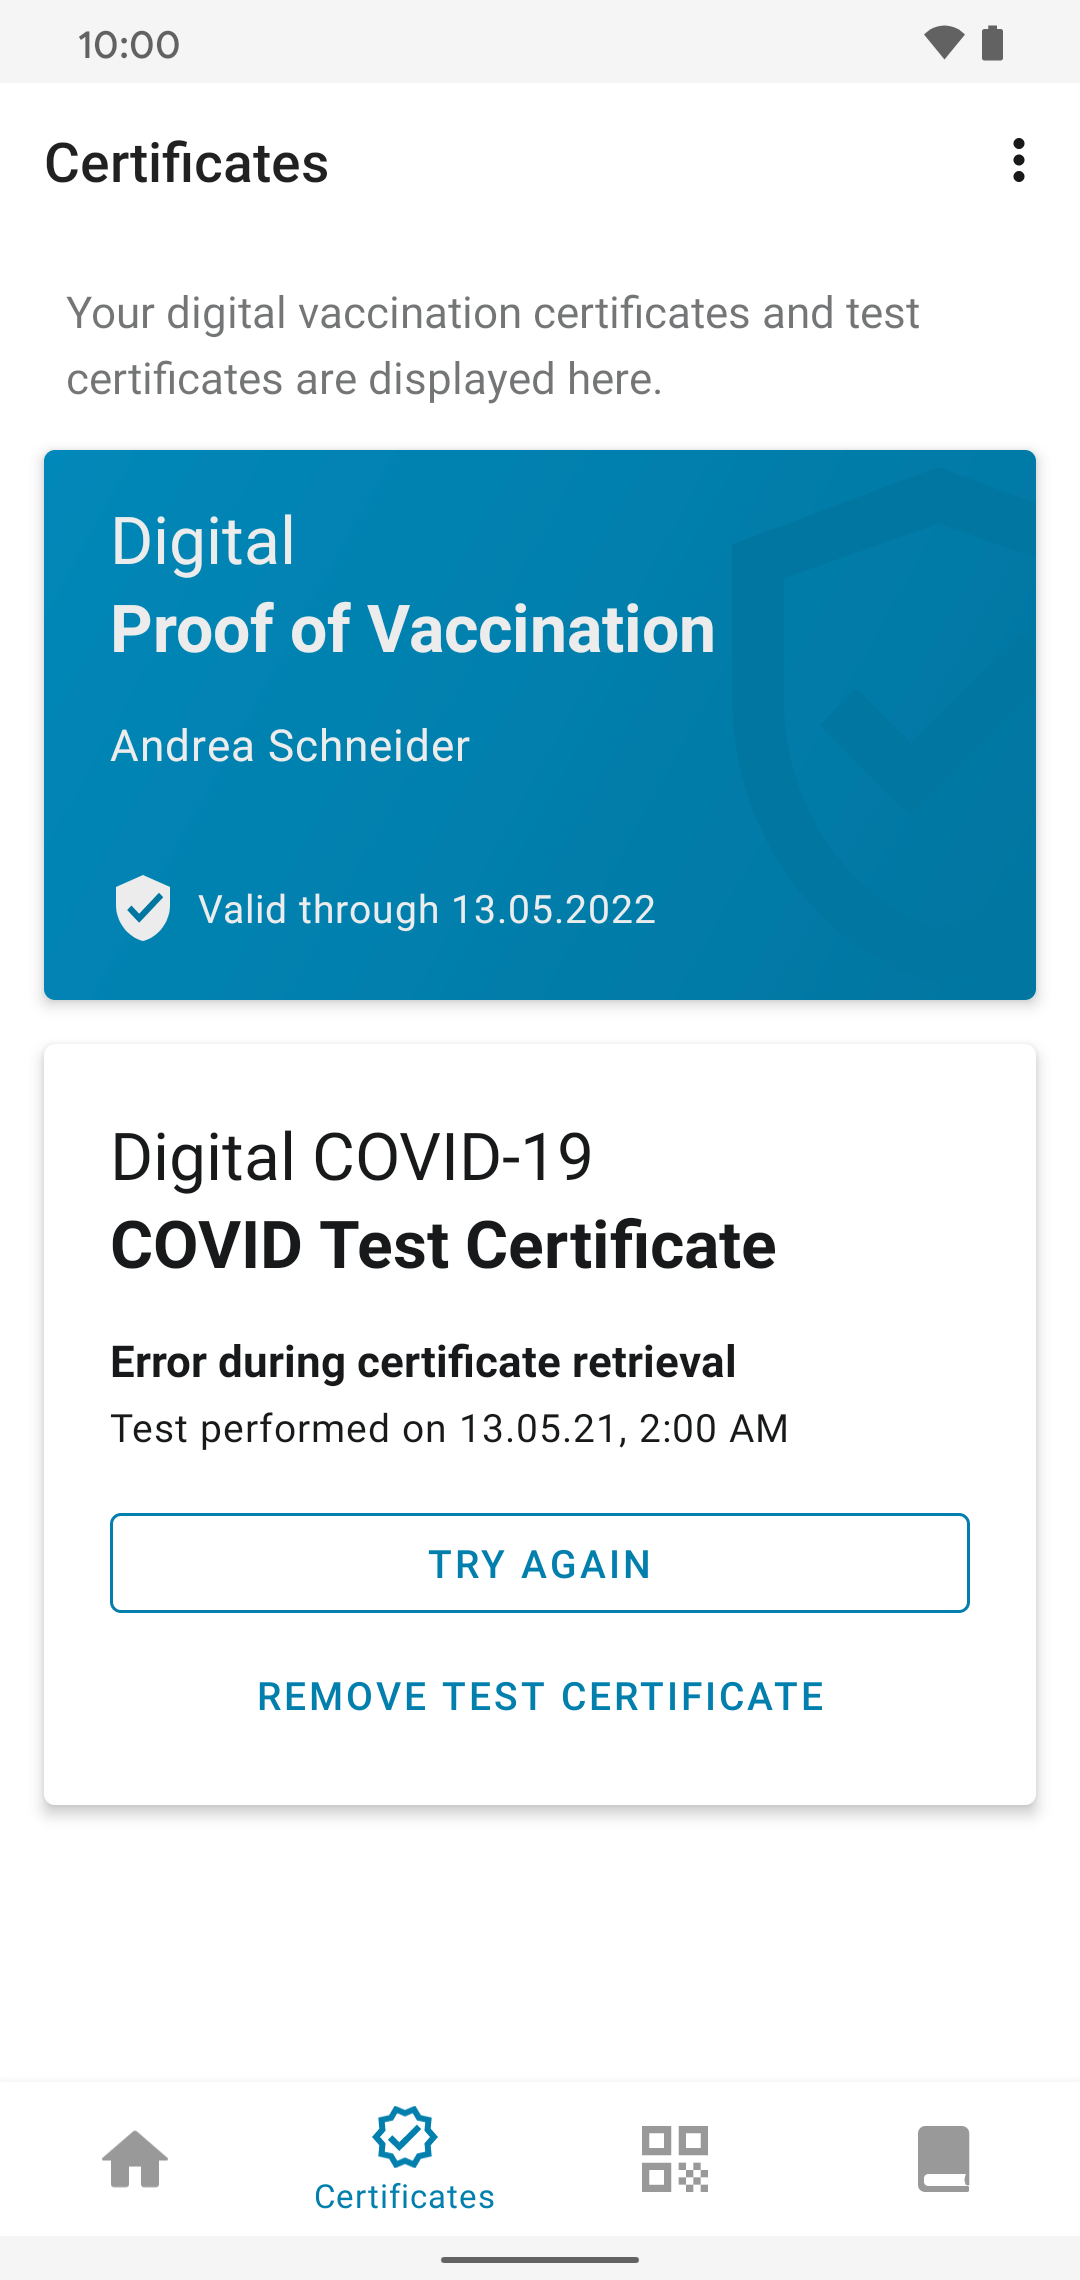 10:00
Certificates
Your digital vaccination certificates and test
certificates are displayed here.
Digital
Proof of Vaccination
Andrea Schneider
Valid through 13.05.2022
Digital COVID-19
COVID Test Certificate
Error during certificate retrieval
Test performed on 13.05.21, 2:00 AM
TRY AGAIN
REMOVE TEST CERTIFICATE
Certificates